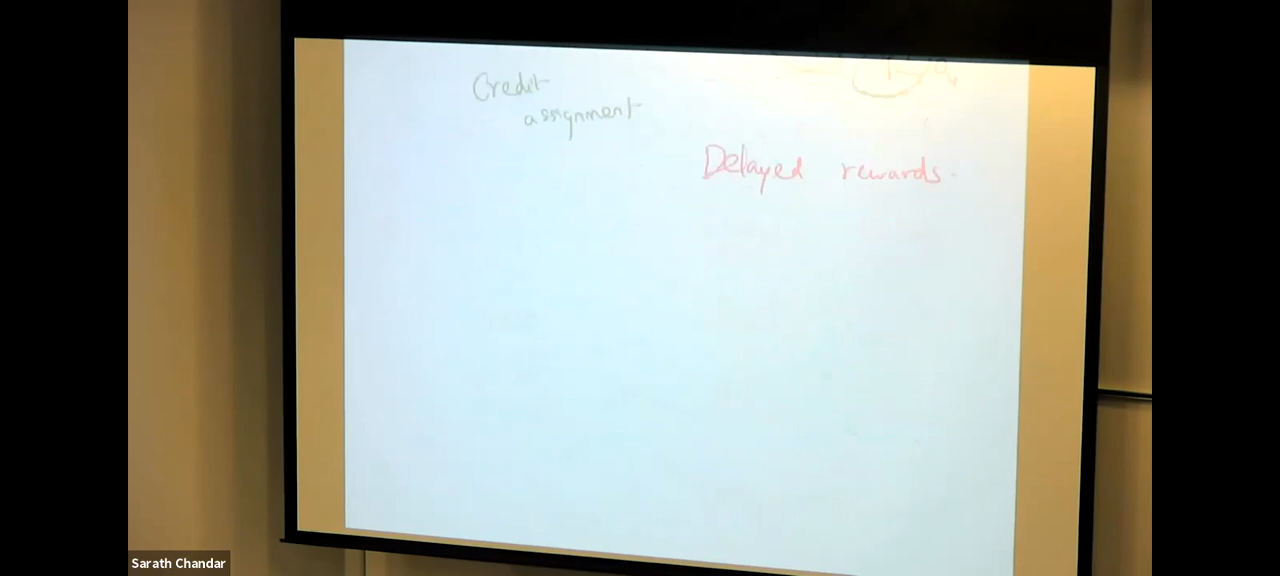 Credit
assignment
Delayed rewards.
Sarath Chandar